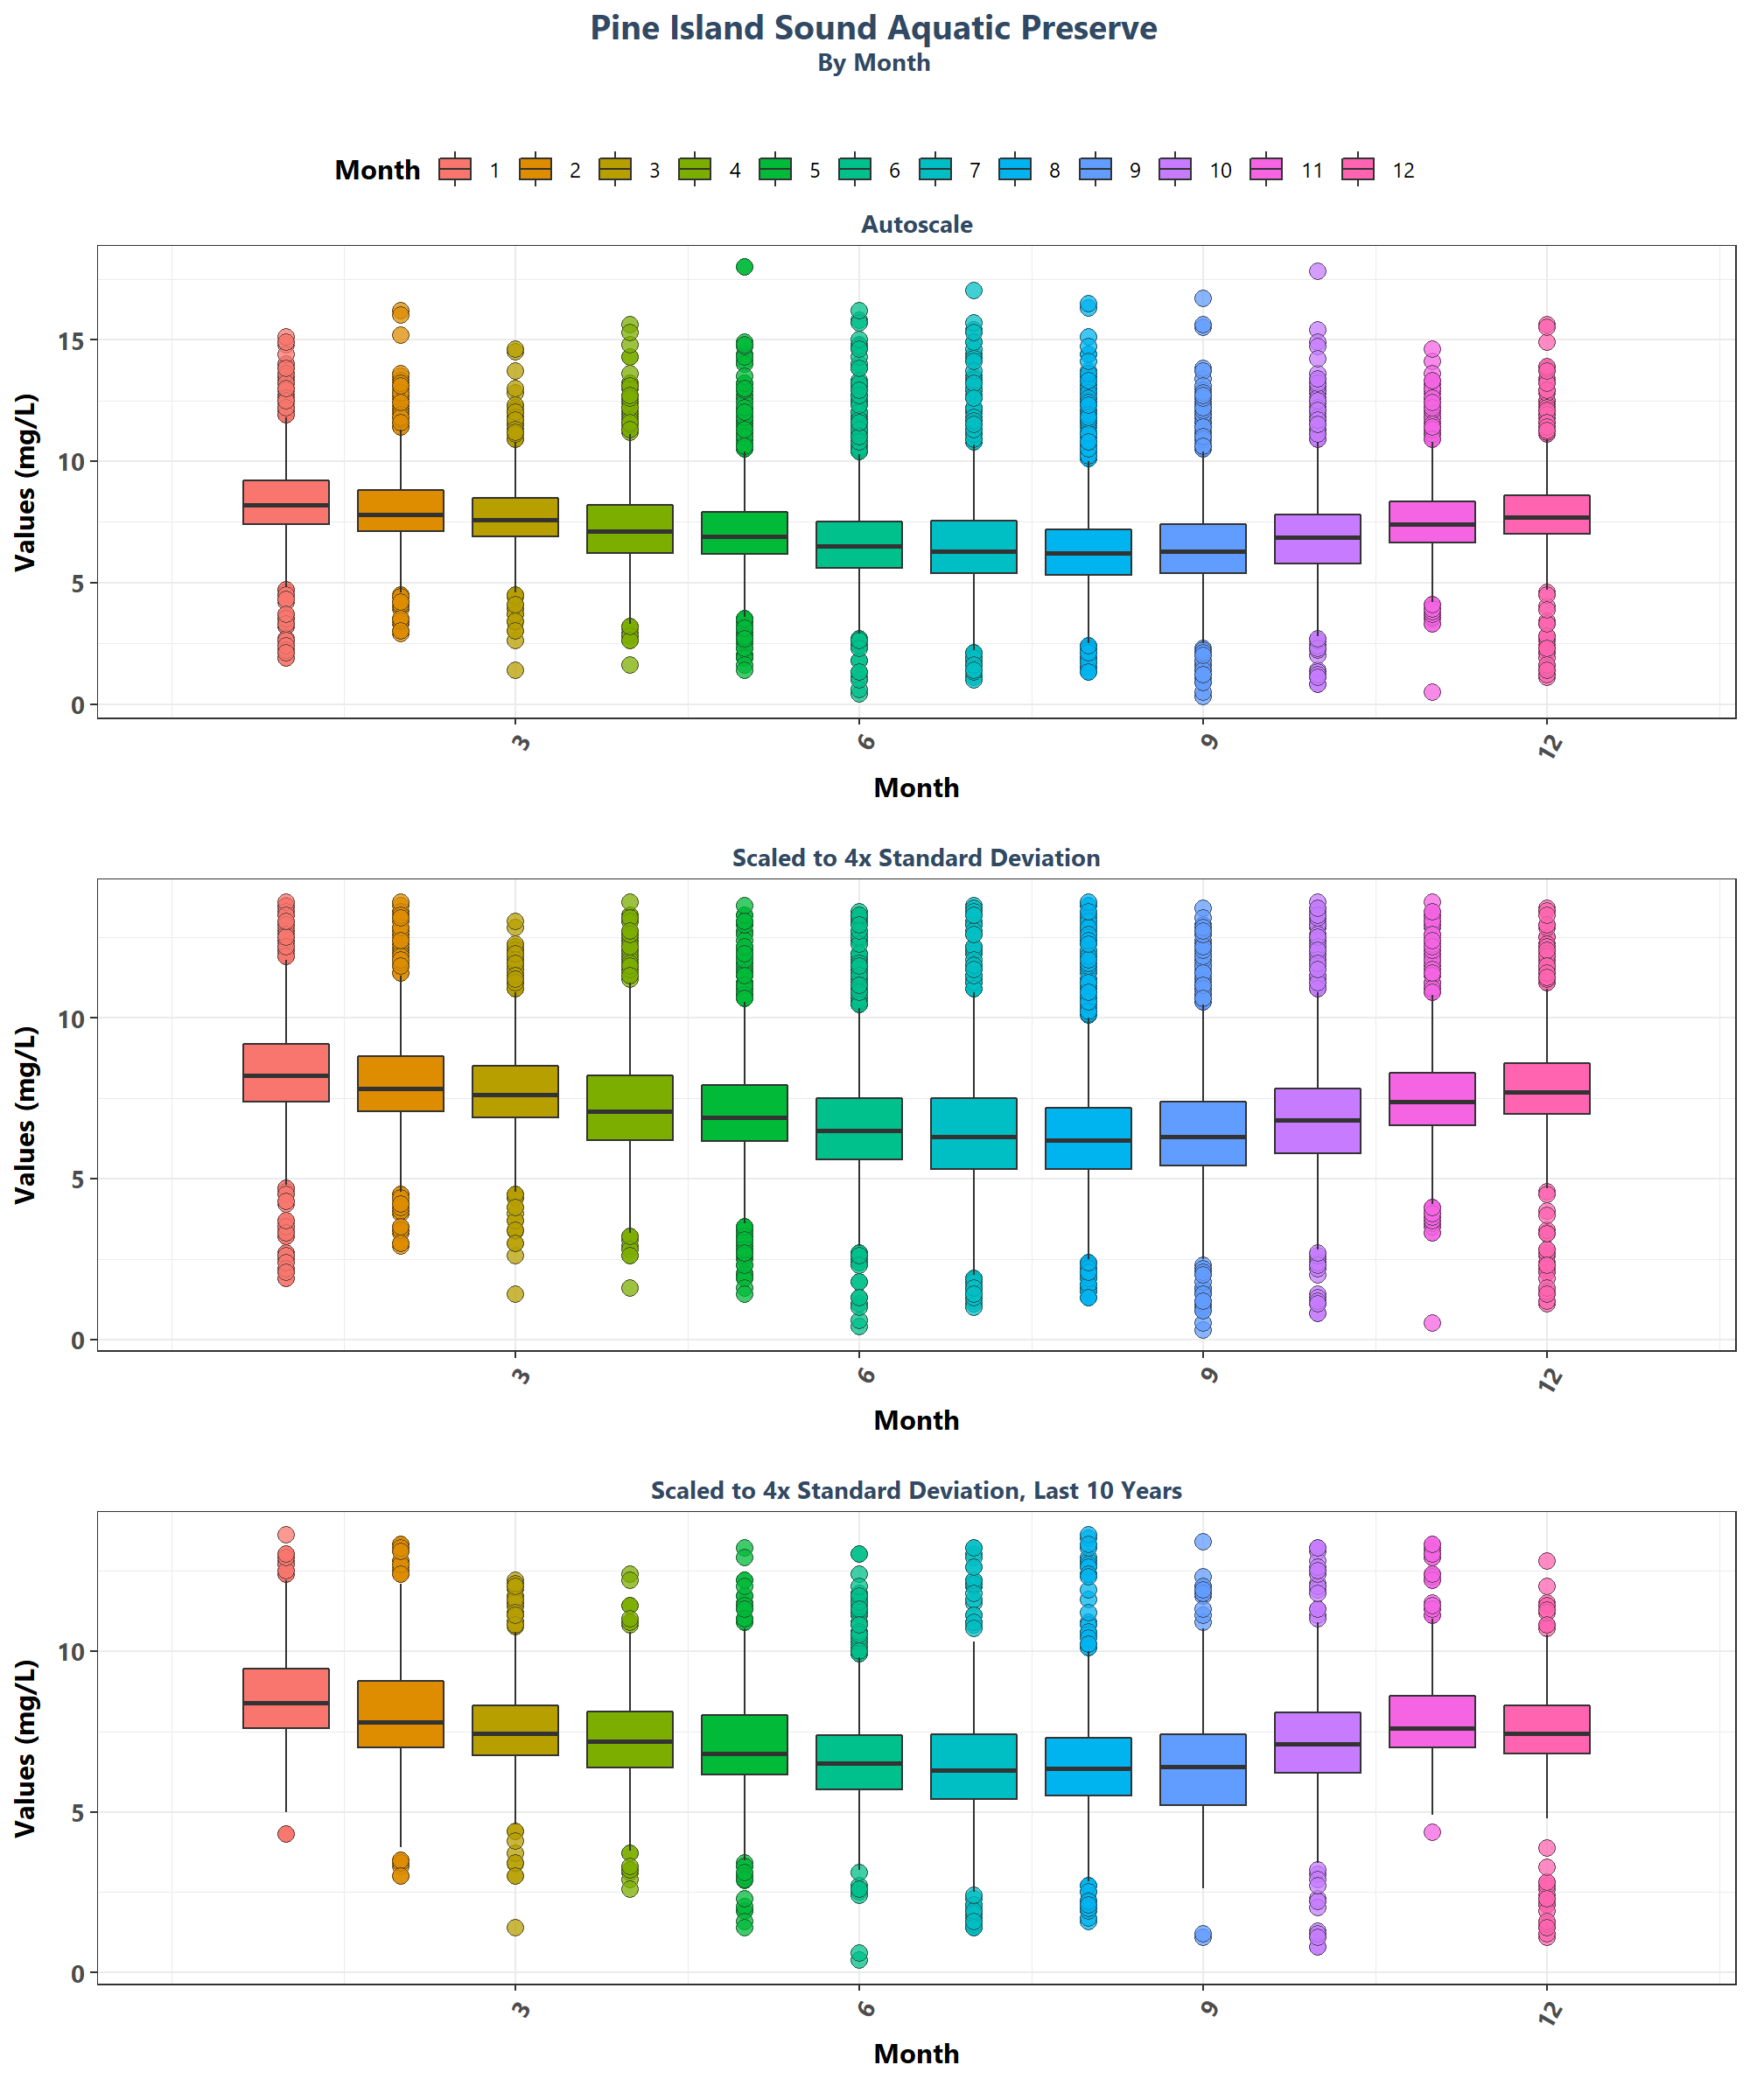 Pine Island Sound Aquatic Preserve
By Month
Month 1 2 3 4 5 6 7 8 9 10 11 12
Autoscale
Values (mg/L)
15
10
5
0
3 6 9 12
Month
Scaled to 4x Standard Deviation
Values (mg/L)
10
5
0
3 6 9 12
Month
Scaled to 4x Standard Deviation, Last 10 Years
Values (mg/L)
10
5
0
3 6 9 12
Month